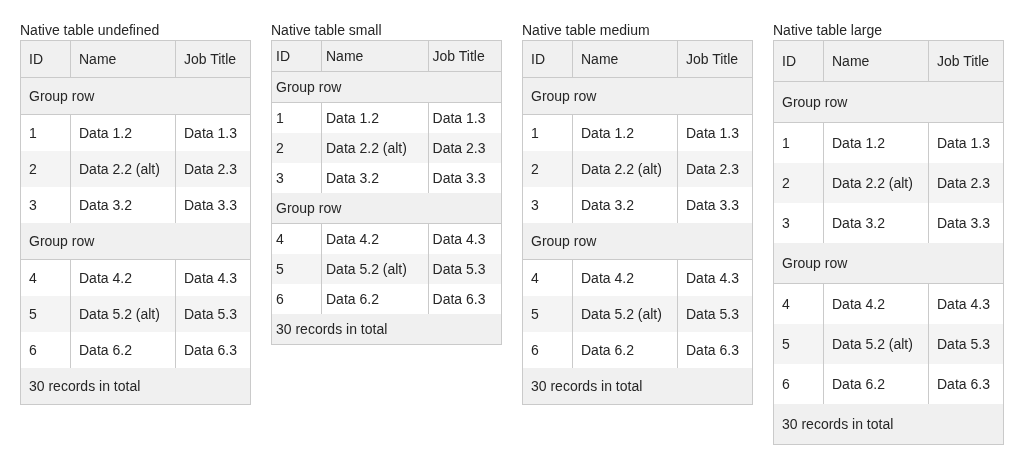 Native table undefined
ID Name Job Title
Group row
1 Data 1.2 Data 1.3
2 Data 2.2 (alt) Data 2.3
3 Data 3.2 Data 3.3
Group row
4 Data 4.2 Data 4.3
5 Data 5.2 (alt) Data 5.3
6 Data 6.2 Data 6.3
30 records in total
Native table small
ID Name Job Title
Group row
1 Data 1.2 Data 1.3
2 Data 2.2 (alt) Data 2.3
3 Data 3.2 Data 3.3
Group row
4 Data 4.2 Data 4.3
5 Data 5.2 (alt) Data 5.3
6 Data 6.2 Data 6.3
30 records in total
Native table medium
ID Name Job Title
Group row
1 Data 1.2 Data 1.3
2 Data 2.2 (alt) Data 2.3
3 Data 3.2 Data 3.3
Group row
4 Data 4.2 Data 4.3
5 Data 5.2 (alt) Data 5.3
6 Data 6.2 Data 6.3
30 records in total
Native table large
ID Name Job Title
Group row
1 Data 1.2 Data 1.3
2 Data 2.2 (alt) Data 2.3
3 Data 3.2 Data 3.3
Group row
4 Data 4.2 Data 4.3
5 Data 5.2 (alt) Data 5.3
6 Data 6.2 Data 6.3
30 records in total